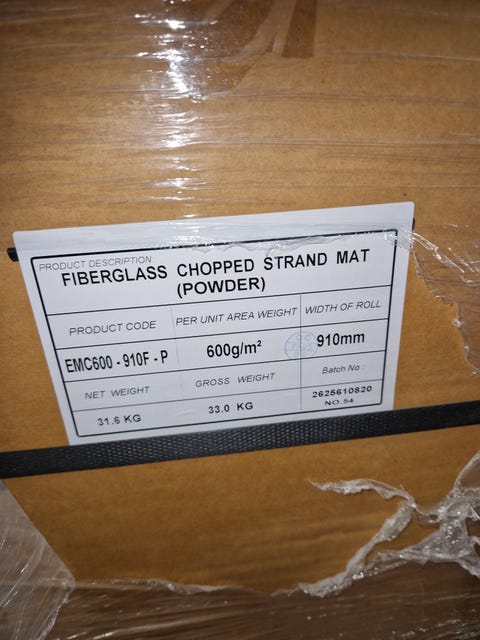 PRODUCT DESCRIPTION
FIBERGLASS CHOPPED STRAND MAT
(POWDER)
PRODUCT CODE PER UNIT AREA WEIGHT WIDTH OF ROLL
EMC600 - 910F - P 600g/m² 910mm
NET WEIGHT GROSS WEIGHT Batch No :
31.6 KG 33.0 KG 2625610820
NO.54